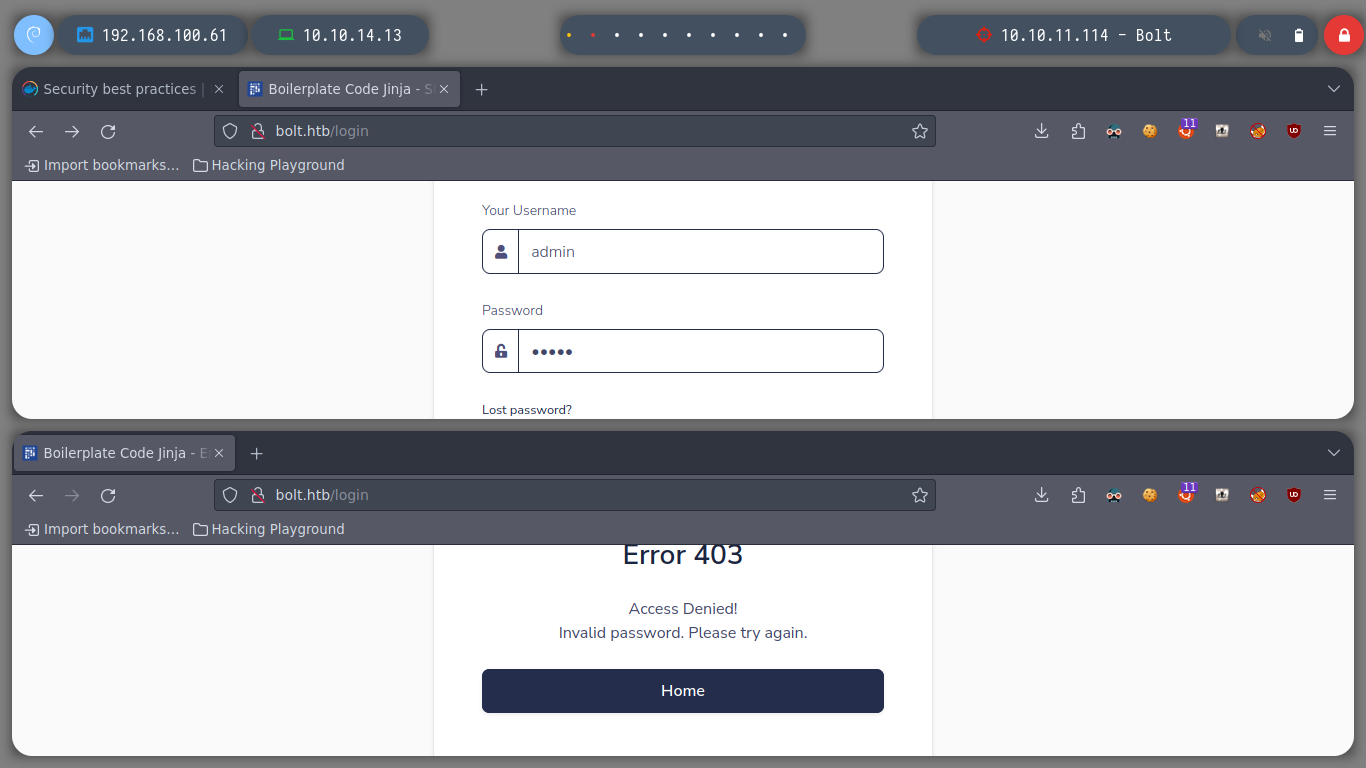 192.168.100.61 10.10.14.13 10.10.11.114 - Bolt
Security best practices | Boilerplate Code Jinja - S
bolt.htb/login
11
Import bookmarks... Hacking Playground
Your Username
admin
Password
•••••
Lost password?
Boilerplate Code Jinja - E
bolt.htb/login
11
Import bookmarks... Hacking Playground
Error 403
Access Denied!
Invalid password. Please try again.
Home